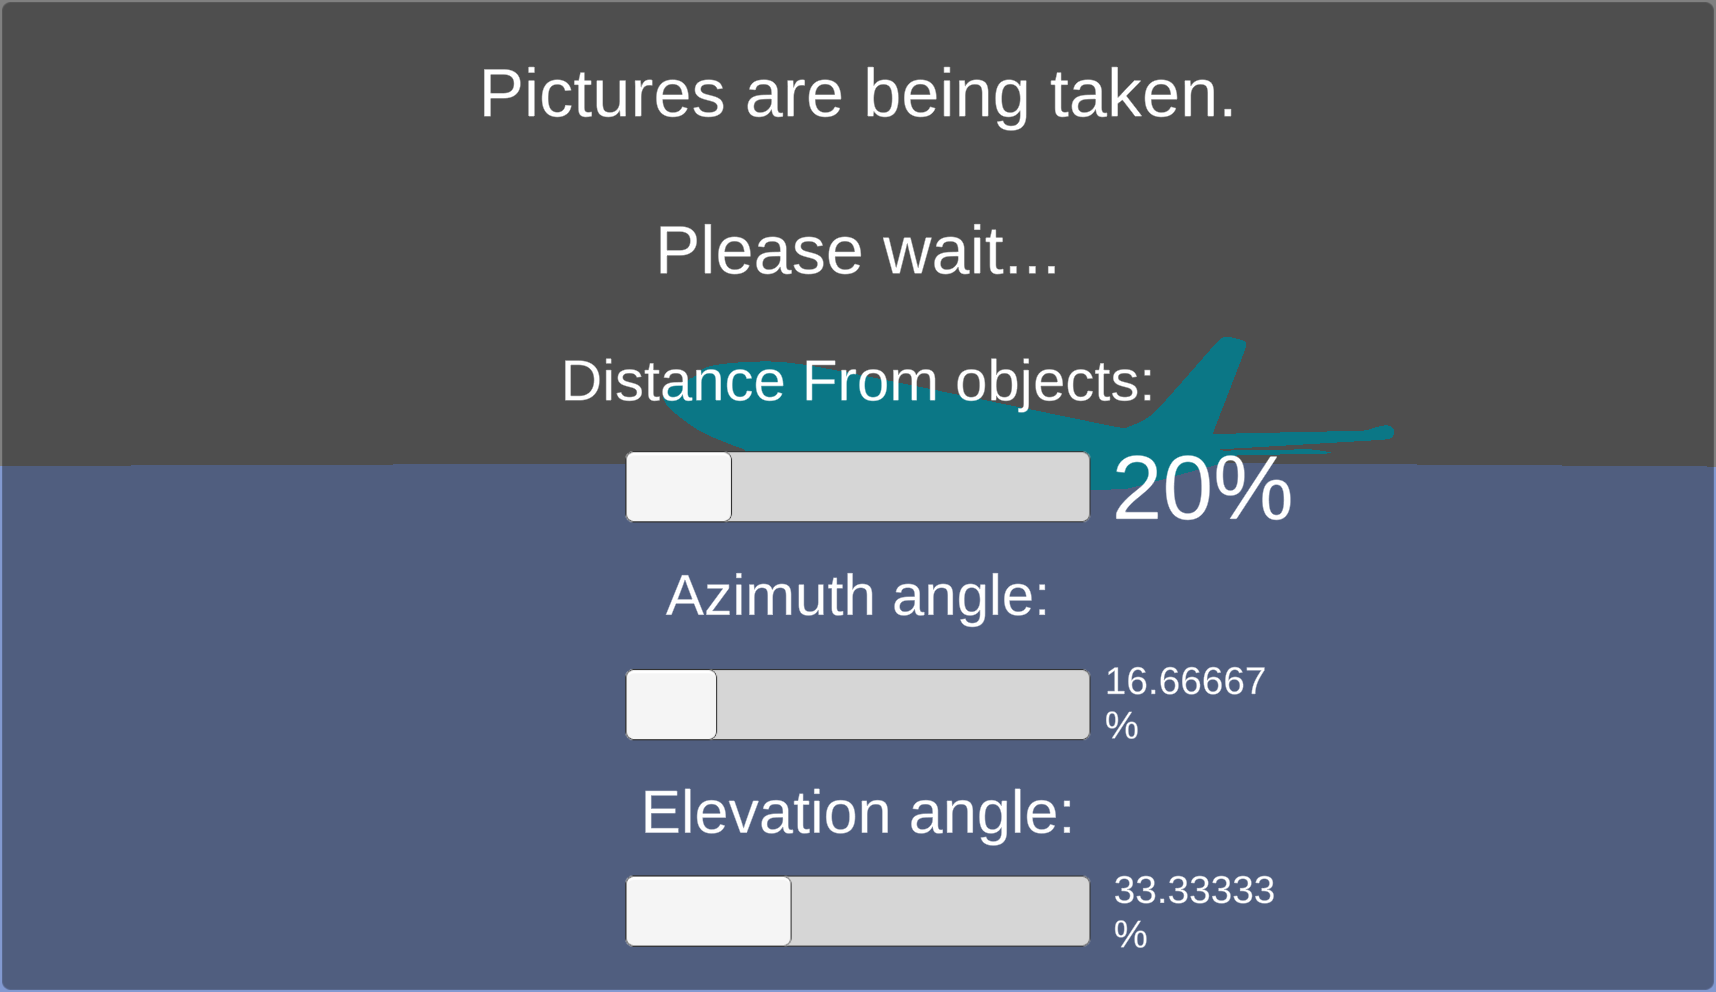 Pictures are being taken.
Please wait...
Distance From objects:
20%
Azimuth angle:
16.66667
%
Elevation angle:
33.33333
%